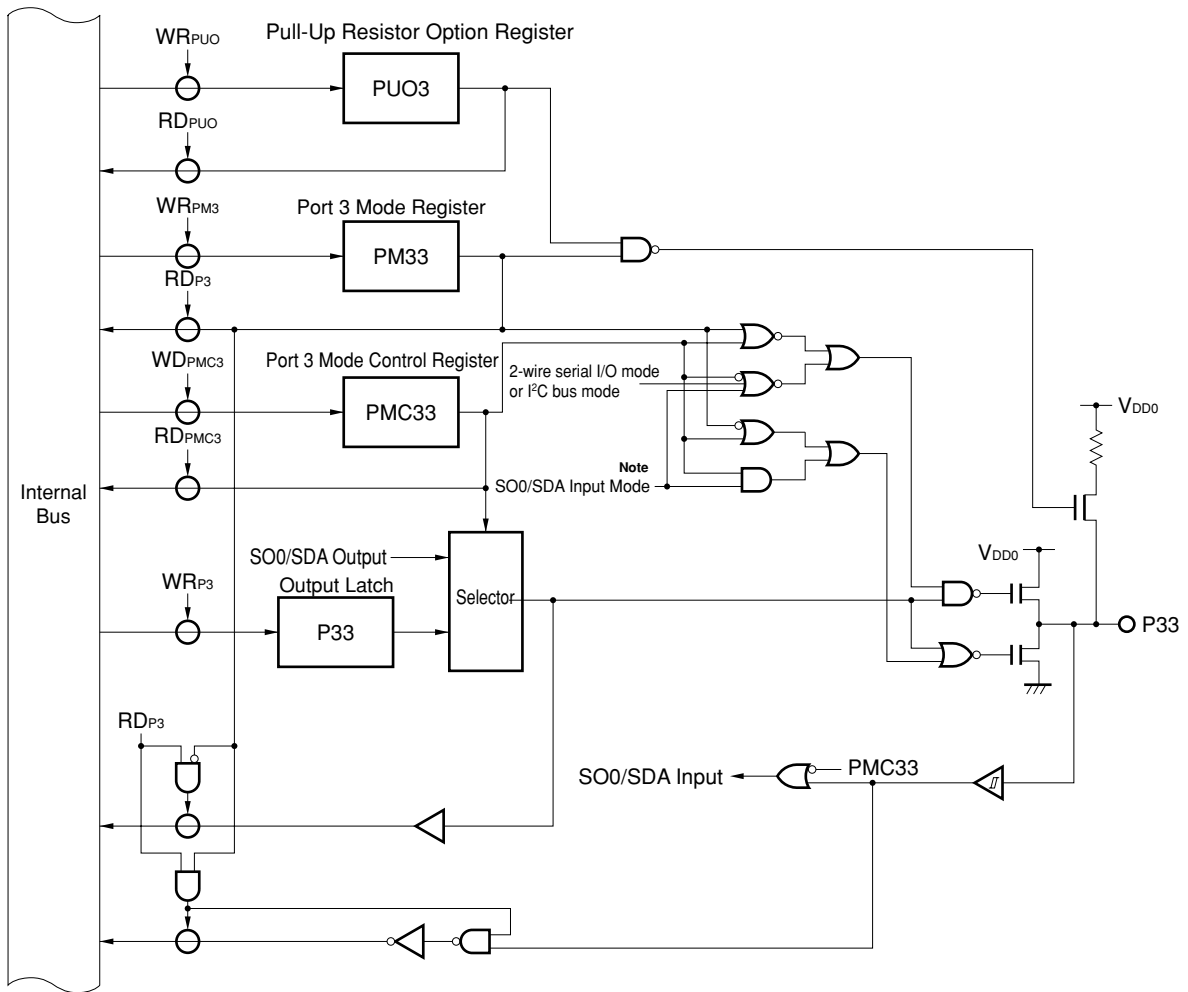 Pull-Up Resistor Option Register
WRPUO
PUO3
RDPUO
WRPM3
Port 3 Mode Register
PM33
RDP3
WDPMC3
Port 3 Mode Control Register
2-wire serial I/O mode
or I²C bus mode
PMC33
RDPMC3
Note
SO0/SDA Input Mode
VDD0
Internal
Bus
SO0/SDA Output
VDD0
Output Latch
WRP3
Selector
P33
P33
RDP3
SO0/SDA Input
PMC33